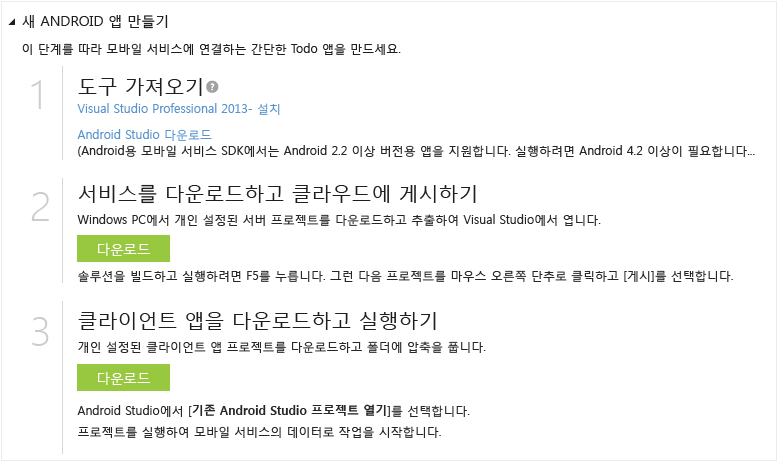 새 ANDROID 앱 만들기
이 단계를 따라 모바일 서비스에 연결하는 간단한 Todo 앱을 만드세요.
1
도구 가져오기 ?
Visual Studio Professional 2013- 설치
Android Studio 다운로드
(Android용 모바일 서비스 SDK에서는 Android 2.2 이상 버전용 앱을 지원합니다. 실행하려면 Android 4.2 이상이 필요합니다...
2
서비스를 다운로드하고 클라우드에 게시하기
Windows PC에서 개인 설정된 서버 프로젝트를 다운로드하고 추출하여 Visual Studio에서 엽니다.
다운로드
솔루션을 빌드하고 실행하려면 F5를 누릅니다. 그런 다음 프로젝트를 마우스 오른쪽 단추로 클릭하고 [게시]를 선택합니다.
3
클라이언트 앱을 다운로드하고 실행하기
개인 설정된 클라이언트 앱 프로젝트를 다운로드하고 폴더에 압축을 풉니다.
다운로드
Android Studio에서 [기존 Android Studio 프로젝트 열기]를 선택합니다.
프로젝트를 실행하여 모바일 서비스의 데이터로 작업을 시작합니다.